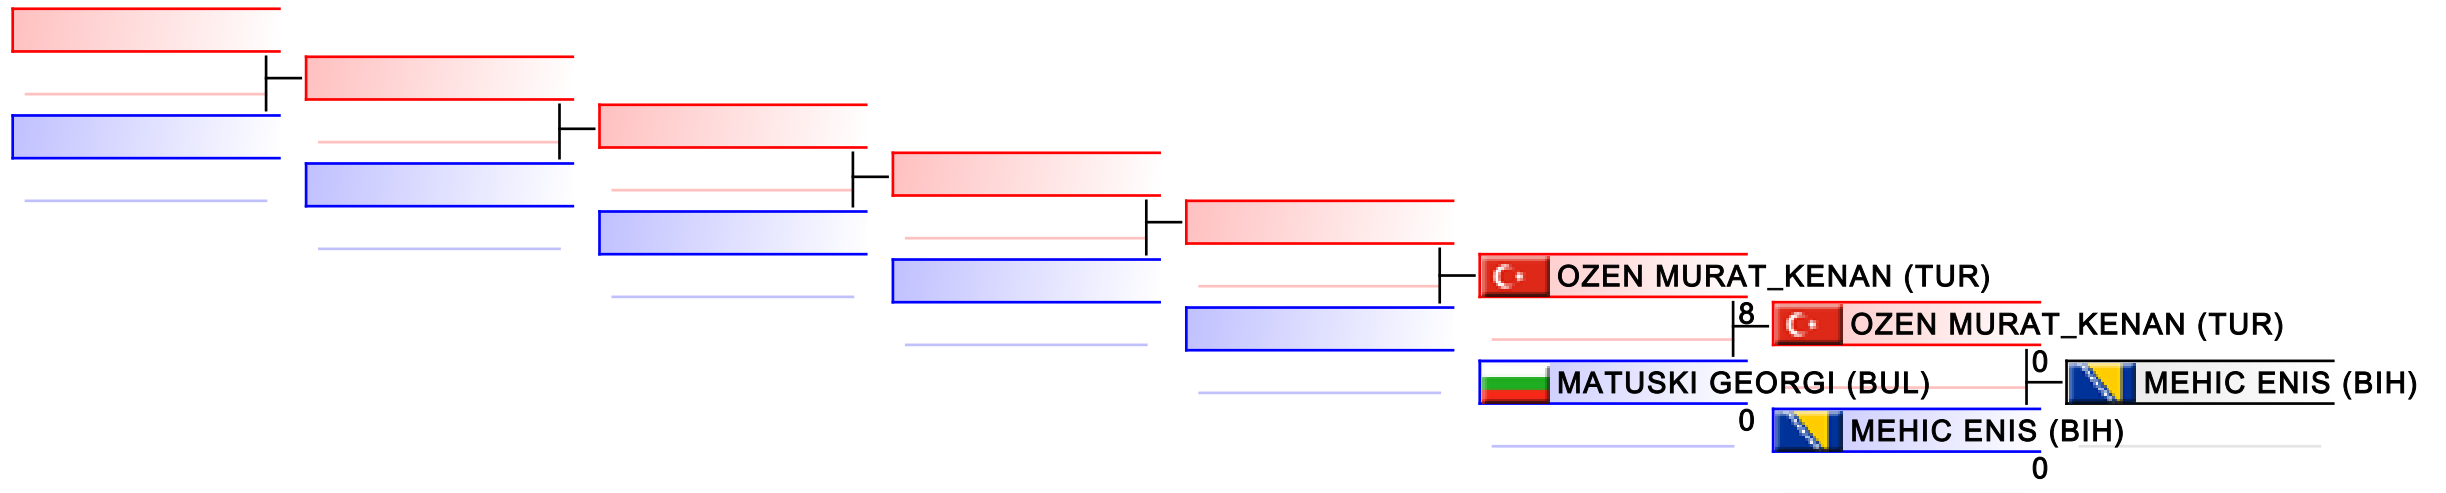 OZEN MURAT_KENAN (TUR)
8
OZEN MURAT_KENAN (TUR)
0
MATUSKI GEORGI (BUL)
MEHIC ENIS (BIH)
0
MEHIC ENIS (BIH)
0